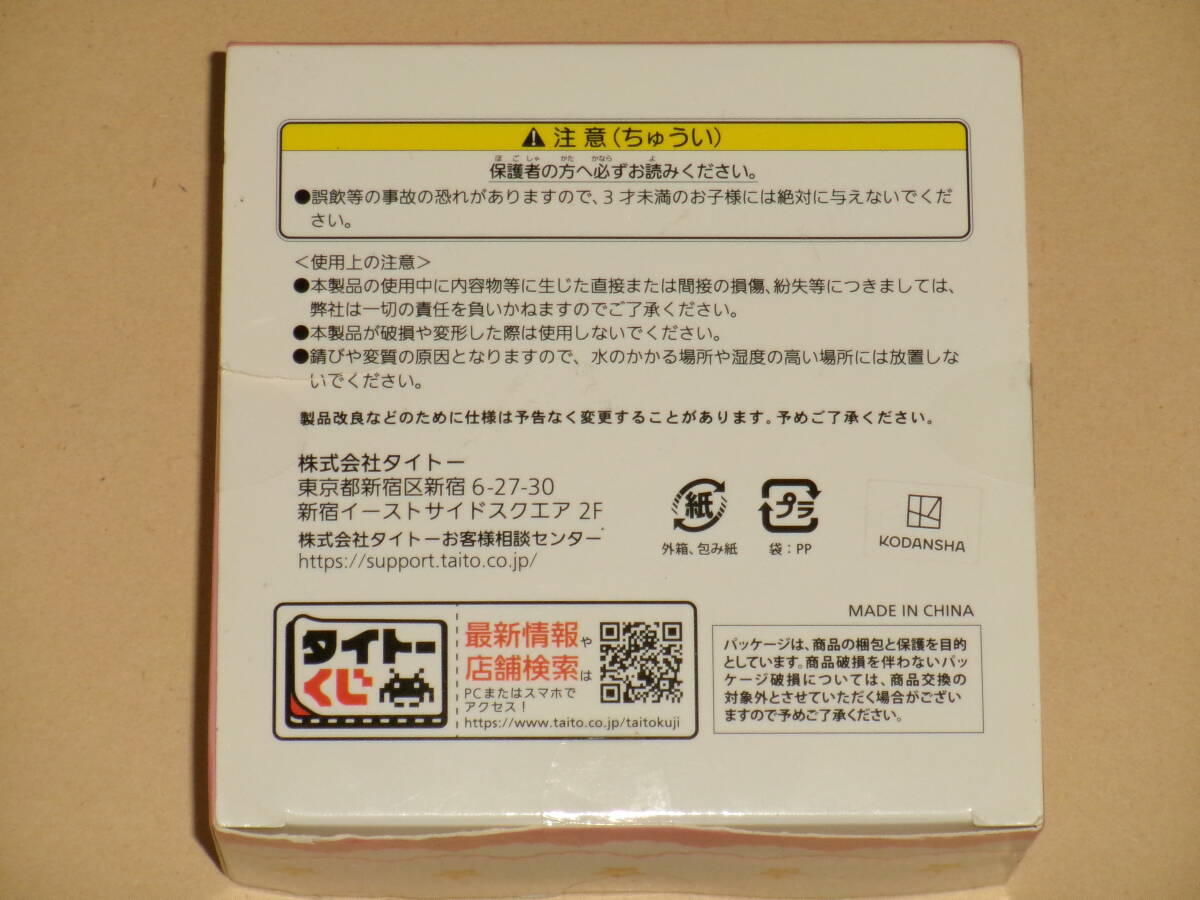 注意(ちゅうい)
ほごしゃ かた かなら よ
保護者の方へ必ずお読みください。
●誤飲等の事故の恐れがありますので、3才未満のお子様には絶対に与えないでくだ
さい。
＜使用上の注意＞
●本製品の使用中に内容物等に生じた直接または間接の損傷、紛失等につきましては、
弊社は一切の責任を負いかねますのでご了承ください。
●本製品が破損や変形した際は使用しないでください。
●錆びや変質の原因となりますので、水のかかる場所や湿度の高い場所には放置しな
いでください。
製品改良などのために仕様は予告なく変更することがあります。予めご了承ください。
株式会社タイトー
東京都新宿区新宿 6-27-30
新宿イーストサイドスクエア 2F
株式会社タイトーお客様相談センター
https://support.taito.co.jp/
紙
外箱、包み紙
プラ
袋:PP
KODANSHA
MADE IN CHINA
タイトー
くじ
最新情報や
店舗検索は
PCまたはスマホで
アクセス!
https://www.taito.co.jp/taitokuji
パッケージは、商品の梱包と保護を目的
としています。商品破損を伴わないパッ
ケージ破損については、商品交換の
対象外とさせていただく場合がござい
ますので予めご了承ください。